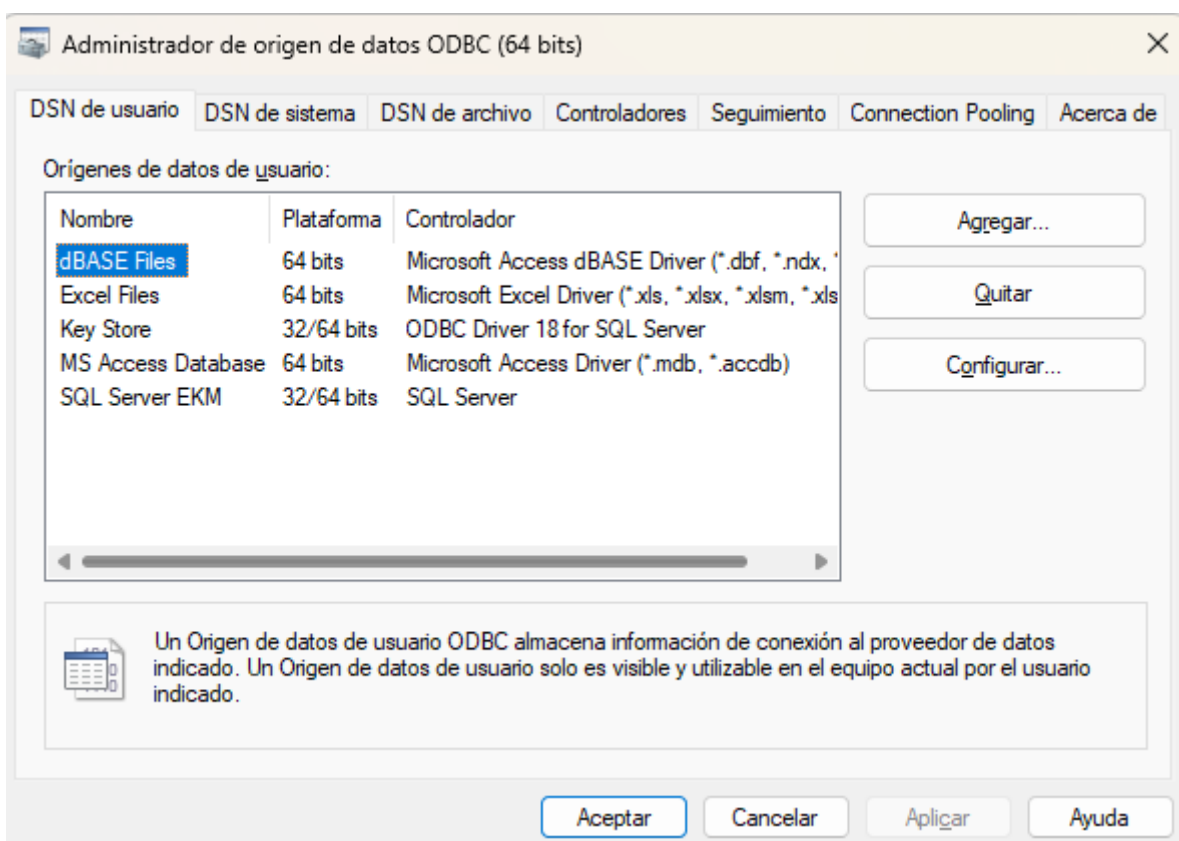 Administrador de origen de datos ODBC (64 bits)
DSN de usuario DSN de sistema DSN de archivo Controladores Seguimiento Connection Pooling Acerca de
Orígenes de datos de usuario:
Nombre Plataforma Controlador
dBASE Files 64 bits Microsoft Access dBASE Driver (*.dbf, *.ndx, *
Excel Files 64 bits Microsoft Excel Driver (*.xls, *.xlsx, *.xlsm, *.xls
Key Store 32/64 bits ODBC Driver 18 for SQL Server
MS Access Database 64 bits Microsoft Access Driver (*.mdb, *.accdb)
SQL Server EKM 32/64 bits SQL Server
Agregar...
Quitar
Configurar...
Un Origen de datos de usuario ODBC almacena información de conexión al proveedor de datos
indicado. Un Origen de datos de usuario solo es visible y utilizable en el equipo actual por el usuario
indicado.
Aceptar Cancelar Aplicar Ayuda